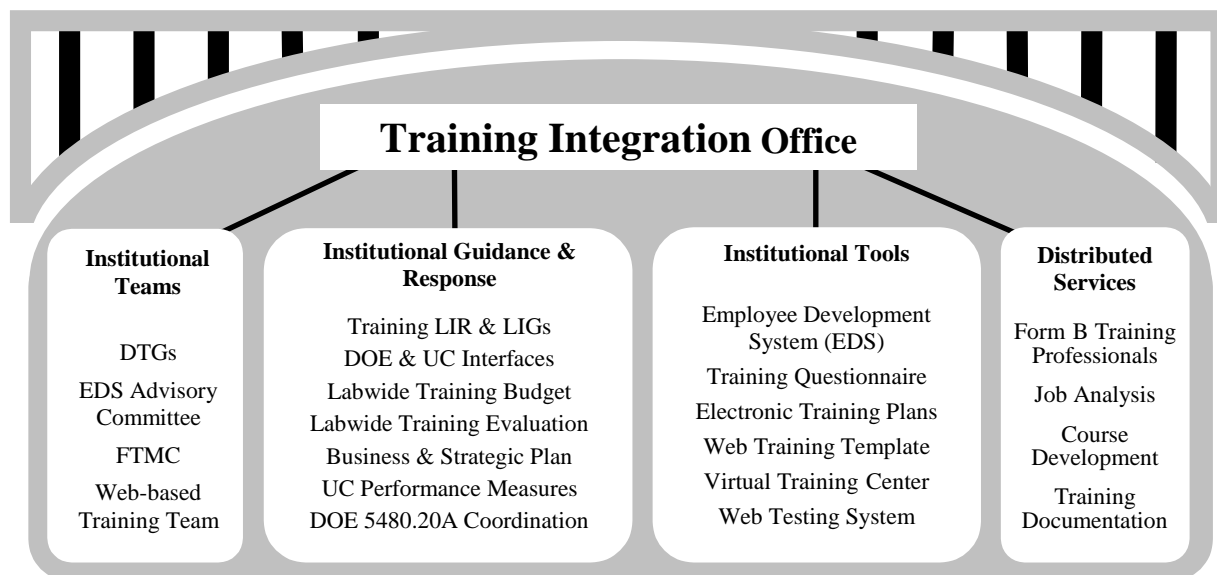 Training Integration Office
Institutional
Teams
DTGs
EDS Advisory
Committee
FTMC
Web-based
Training Team
Institutional Guidance &
Response
Training LIR & LIGs
DOE & UC Interfaces
Labwide Training Budget
Labwide Training Evaluation
Business & Strategic Plan
UC Performance Measures
DOE 5480.20A Coordination
Institutional Tools
Employee Development
System (EDS)
Training Questionnaire
Electronic Training Plans
Web Training Template
Virtual Training Center
Web Testing System
Distributed
Services
Form B Training
Professionals
Job Analysis
Course
Development
Training
Documentation